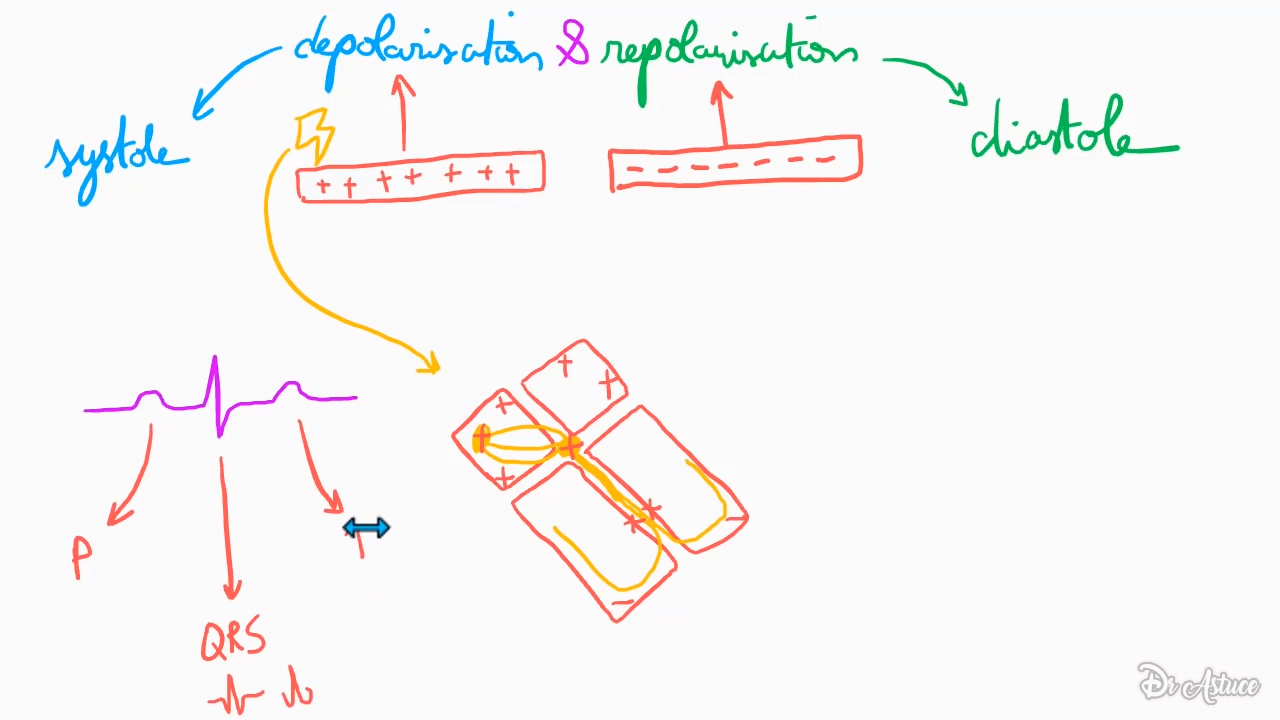 depolarisation & repolarisation
systole
diastole
+ + + + + + +
- - - - - - -
+ +
+
+ +
+
+ +
-
-
P
T
QRS
Dr Astuce